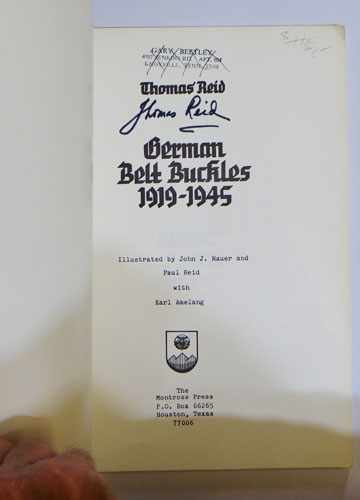 GARY BEETLEY
Thomas Reid
Thomas Reid
German
Belt Buckles
1919-1945
Illustrated by John J. Nauer and
Paul Reid
with
Karl Amelang
The
Montrose Press
P.O. Box 66265
Houston, Texas
77006